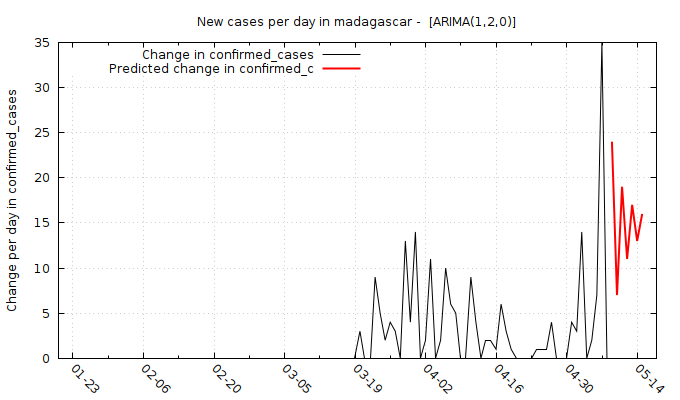 New cases per day in madagascar -  [ARIMA(1,2,0)]
Change in confirmed_cases
Predicted change in confirmed_c
Change per day in confirmed_cases
35
30
25
20
15
10
5
0
01-23 02-06 02-20 03-05 03-19 04-02 04-16 04-30 05-14